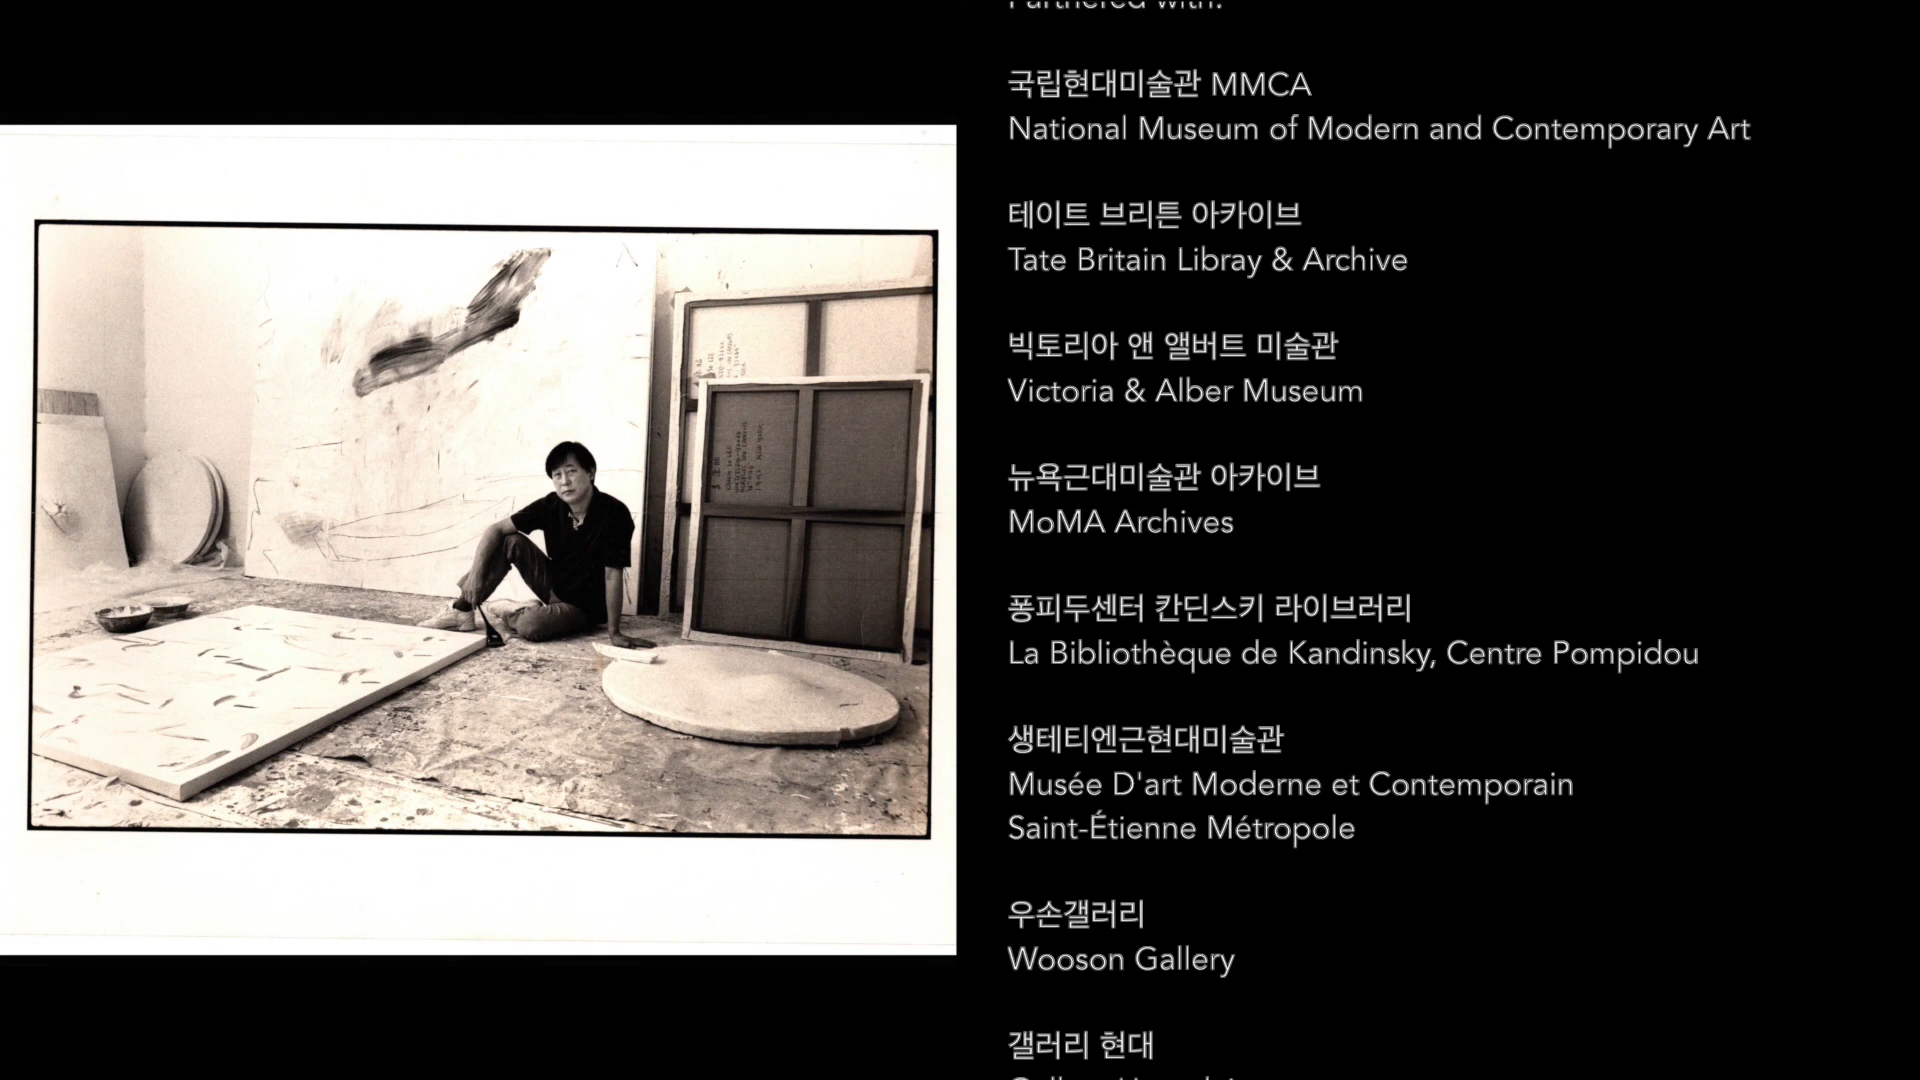 Partnered with:
국립현대미술관 MMCA
National Museum of Modern and Contemporary Art
테이트 브리튼 아카이브
Tate Britain Libray & Archive
빅토리아 앤 앨버트 미술관
Victoria & Alber Museum
뉴욕근대미술관 아카이브
MoMA Archives
퐁피두센터 칸딘스키 라이브러리
La Bibliothèque de Kandinsky, Centre Pompidou
생테티엔근현대미술관
Musée D'art Moderne et Contemporain
Saint-Étienne Métropole
우손갤러리
Wooson Gallery
갤러리 현대